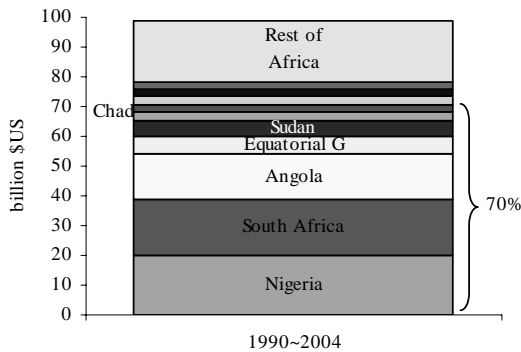 100
90
80
70
60
50
40
30
20
10
0
billion $US
Rest of
Africa
Chad
Sudan
Equatorial G
Angola
South Africa
Nigeria
70%
1990~2004